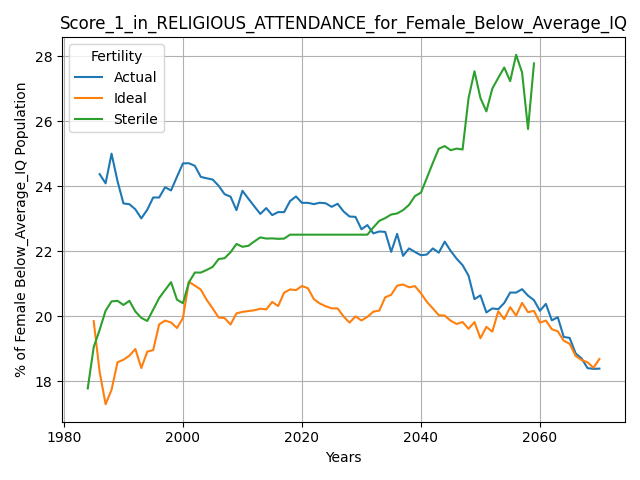 Score_1_in_RELIGIOUS_ATTENDANCE_for_Female_Below_Average_IQ
Fertility
Actual
Ideal
Sterile
% of Female Below_Average_IQ Population
28
26
24
22
20
18
1980
2000
2020
2040
2060
Years